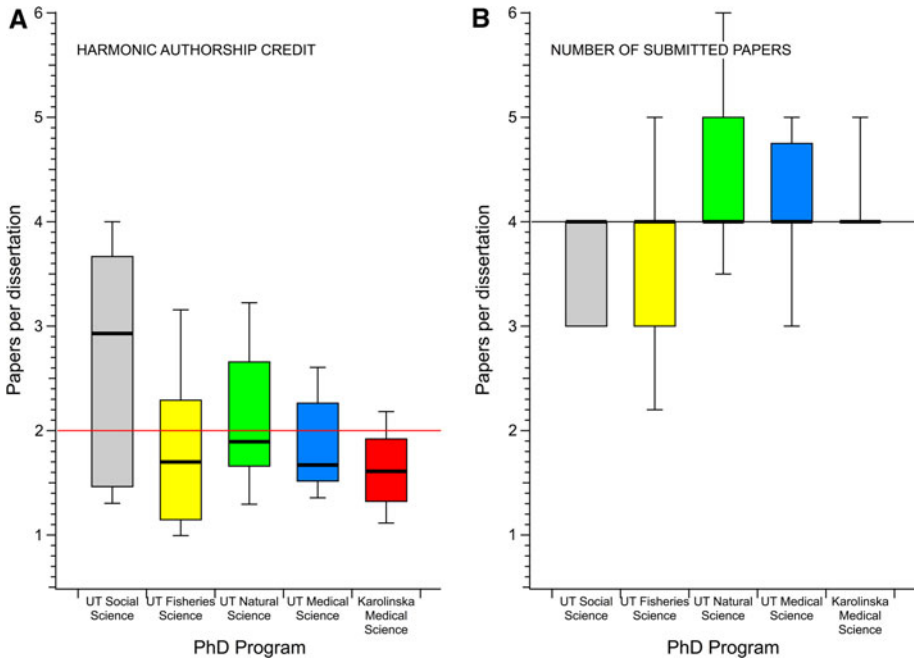 A
HARMONIC AUTHORSHIP CREDIT
6
5
4
3
2
1
Papers per dissertation
UT Social
Science
UT Fisheries
Science
UT Natural
Science
UT Medical
Science
Karolinska
Medical
Science
PhD Program
B
NUMBER OF SUBMITTED PAPERS
6
5
4
3
2
1
Papers per dissertation
UT Social
Science
UT Fisheries
Science
UT Natural
Science
UT Medical
Science
Karolinska
Medical
Science
PhD Program